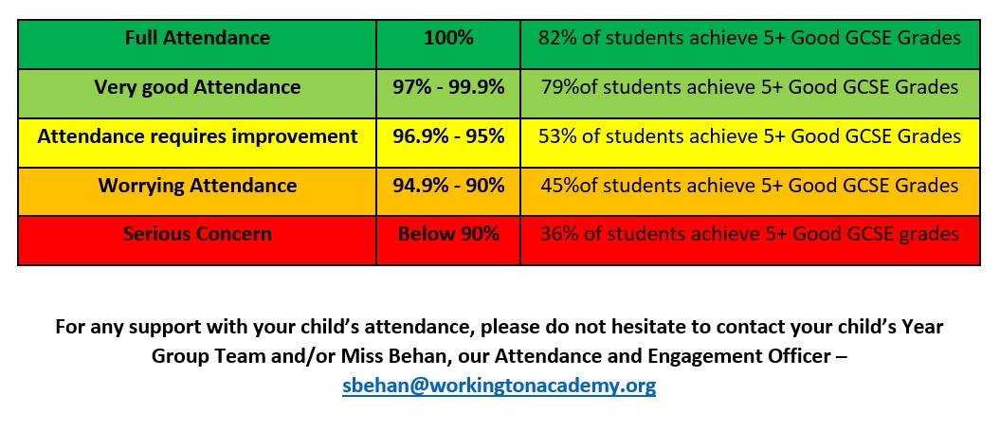 Full Attendance 100% 82% of students achieve 5+ Good GCSE Grades
Very good Attendance 97% - 99.9% 79%of students achieve 5+ Good GCSE Grades
Attendance requires improvement 96.9% - 95% 53% of students achieve 5+ Good GCSE Grades
Worrying Attendance 94.9% - 90% 45%of students achieve 5+ Good GCSE Grades
Serious Concern Below 90% 36% of students achieve 5+ Good GCSE grades
For any support with your child’s attendance, please do not hesitate to contact your child’s Year
Group Team and/or Miss Behan, our Attendance and Engagement Officer –
sbehan@workingtonacademy.org